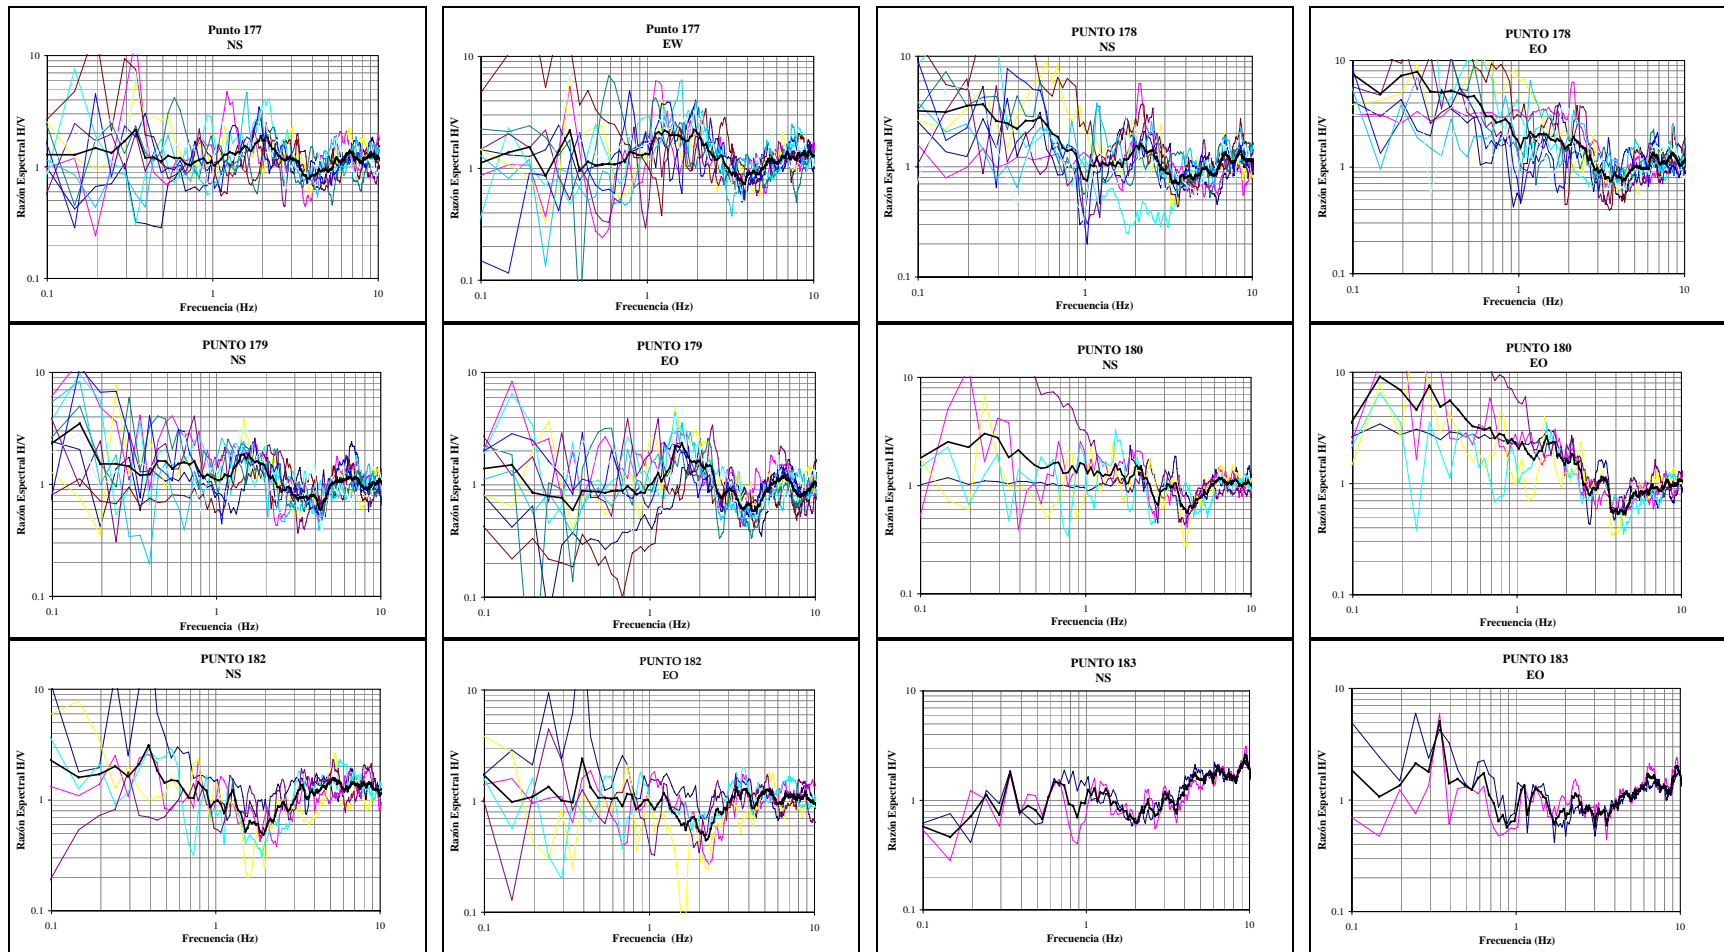 Punto 177
NS
10
1
0.1
0.1
1
10
Razón Espectral H/V
Frecuencia (Hz)
Punto 177
EW
10
1
0.1
0.1
1
10
Razón Espectral H/V
Frecuencia (Hz)
PUNTO 178
NS
10
1
0.1
0.1
1
10
Razón Espectral H/V
Frecuencia (Hz)
PUNTO 178
EO
10
1
0.1
0.1
1
10
Razón Espectral H/V
Frecuencia (Hz)
PUNTO 179
NS
10
1
0.1
0.1
1
10
Razón Espectral H/V
Frecuencia (Hz)
PUNTO 179
EO
10
1
0.1
0.1
1
10
Razón Espectral H/V
Frecuencia (Hz)
PUNTO 180
NS
10
1
0.1
0.1
1
10
Razón Espectral H/V
Frecuencia (Hz)
PUNTO 180
EO
10
1
0.1
0.1
1
10
Razón Espectral H/V
Frecuencia (Hz)
PUNTO 182
NS
10
1
0.1
0.1
1
10
Razón Espectral H/V
Frecuencia (Hz)
PUNTO 182
EO
10
1
0.1
0.1
1
10
Razón Espectral H/V
Frecuencia (Hz)
PUNTO 183
NS
10
1
0.1
0.1
1
10
Razón Espectral H/V
Frecuencia (Hz)
PUNTO 183
EO
10
1
0.1
0.1
1
10
Razón Espectral H/V
Frecuencia (Hz)